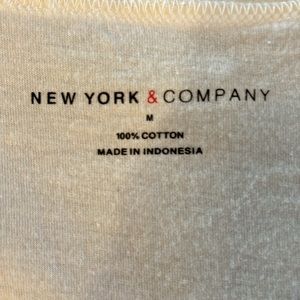 NEW YORK & COMPANY
M
100% COTTON
MADE IN INDONESIA